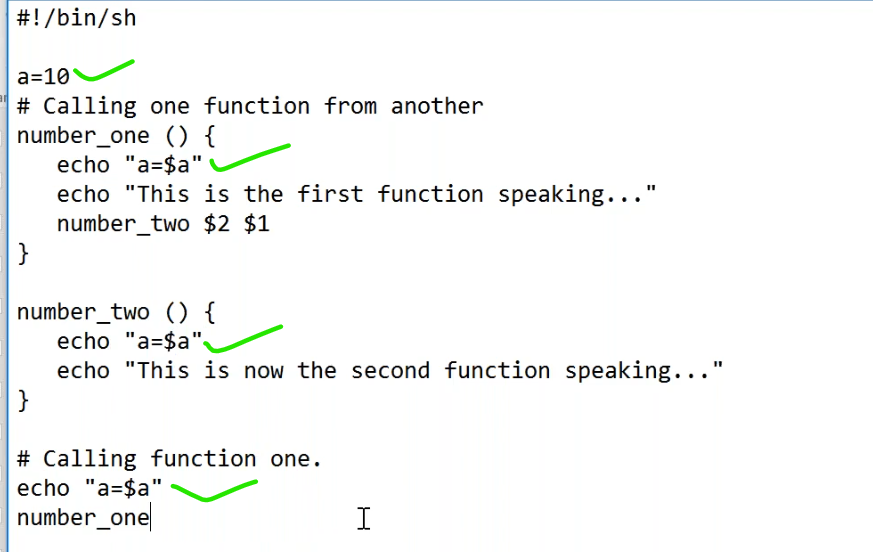 #!/bin/sh
a=10
# Calling one function from another
number_one () {
   echo "a=$a"
   echo "This is the first function speaking..."
   number_two $2 $1
}
number_two () {
   echo "a=$a"
   echo "This is now the second function speaking..."
}
# Calling function one.
echo "a=$a"
number_one